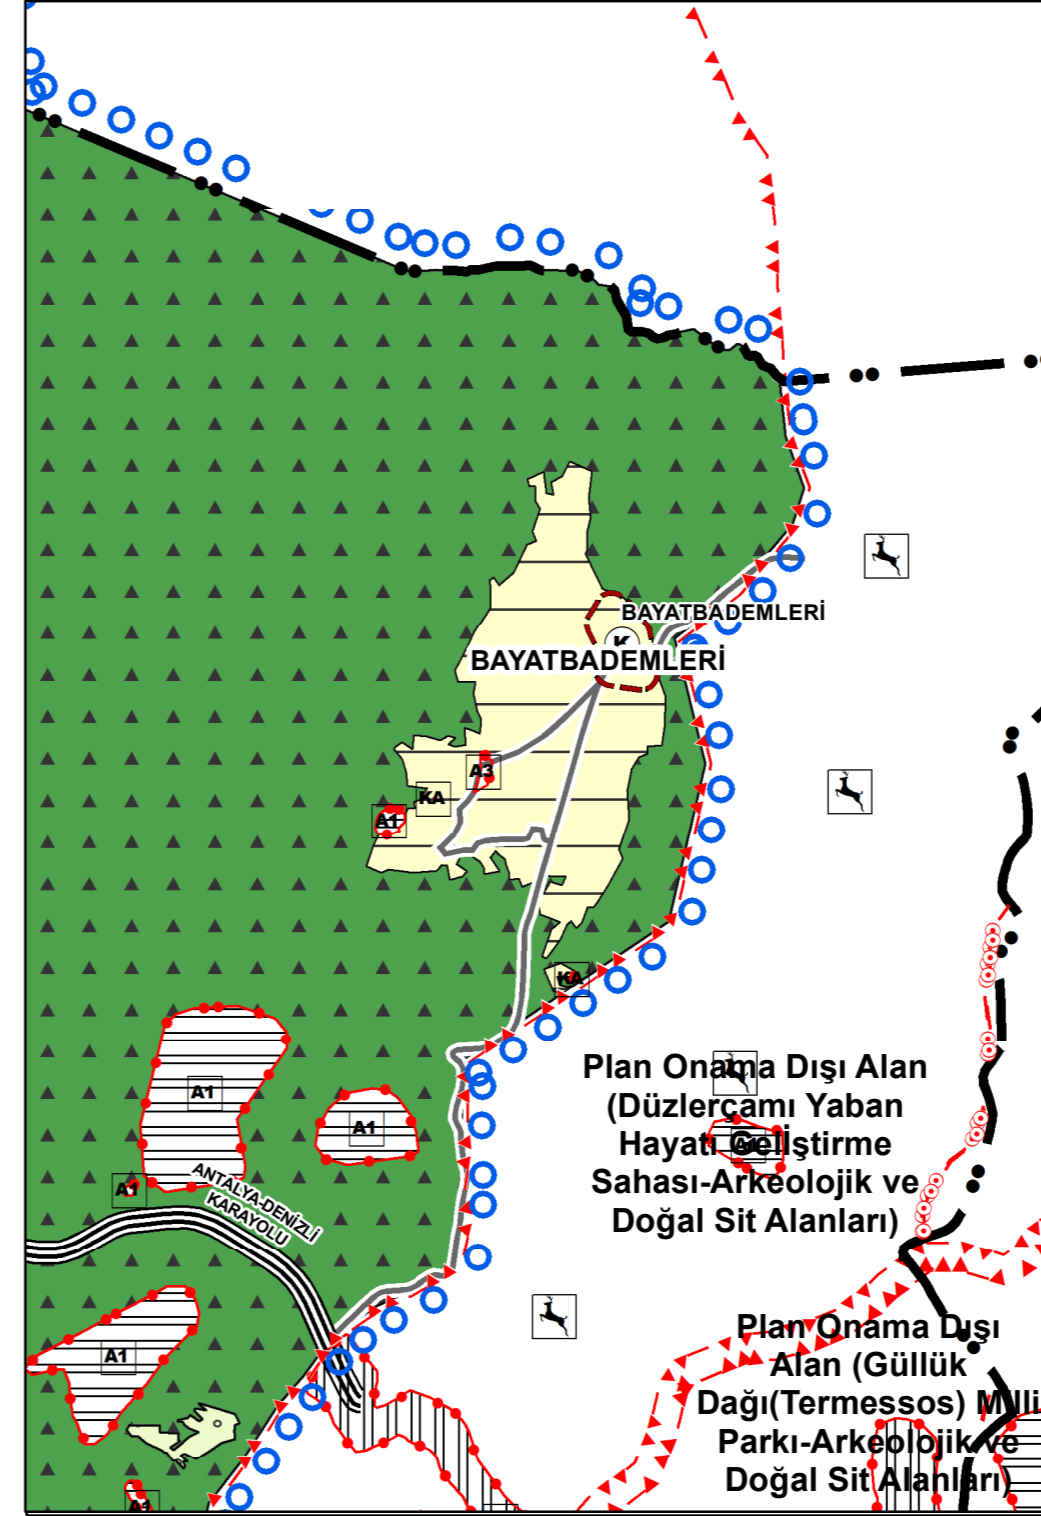 BAYATBADEMLERİ
K
BAYATBADEMLERİ
A3
KA
A1
KA
A1
A1
A1
ANTALYA-DENİZLİ
KARAYOLU
A1
A1
Plan Onama Dışı Alan
(Düzlerçamı Yaban
Hayatı Geliştirme
Sahası-Arkeolojik ve
Doğal Sit Alanları)
A1
Plan Onama Dışı
Alan (Güllük
Dağı(Termessos) Milli
Parkı-Arkeolojik ve
Doğal Sit Alanları)